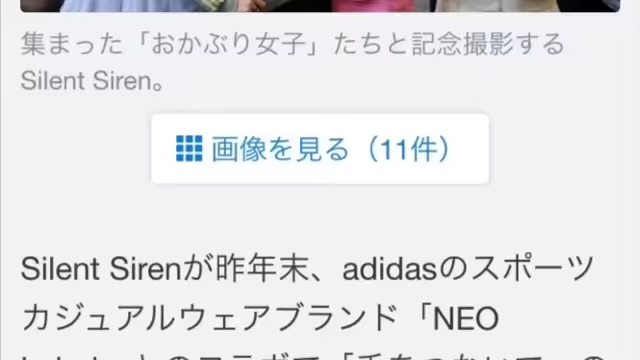 集まった「おかぶり女子」たちと記念撮影する
Silent Siren。
画像を見る（11件）
Silent Sirenが昨年末、adidasのスポーツ
カジュアルウェアブランド「NEO